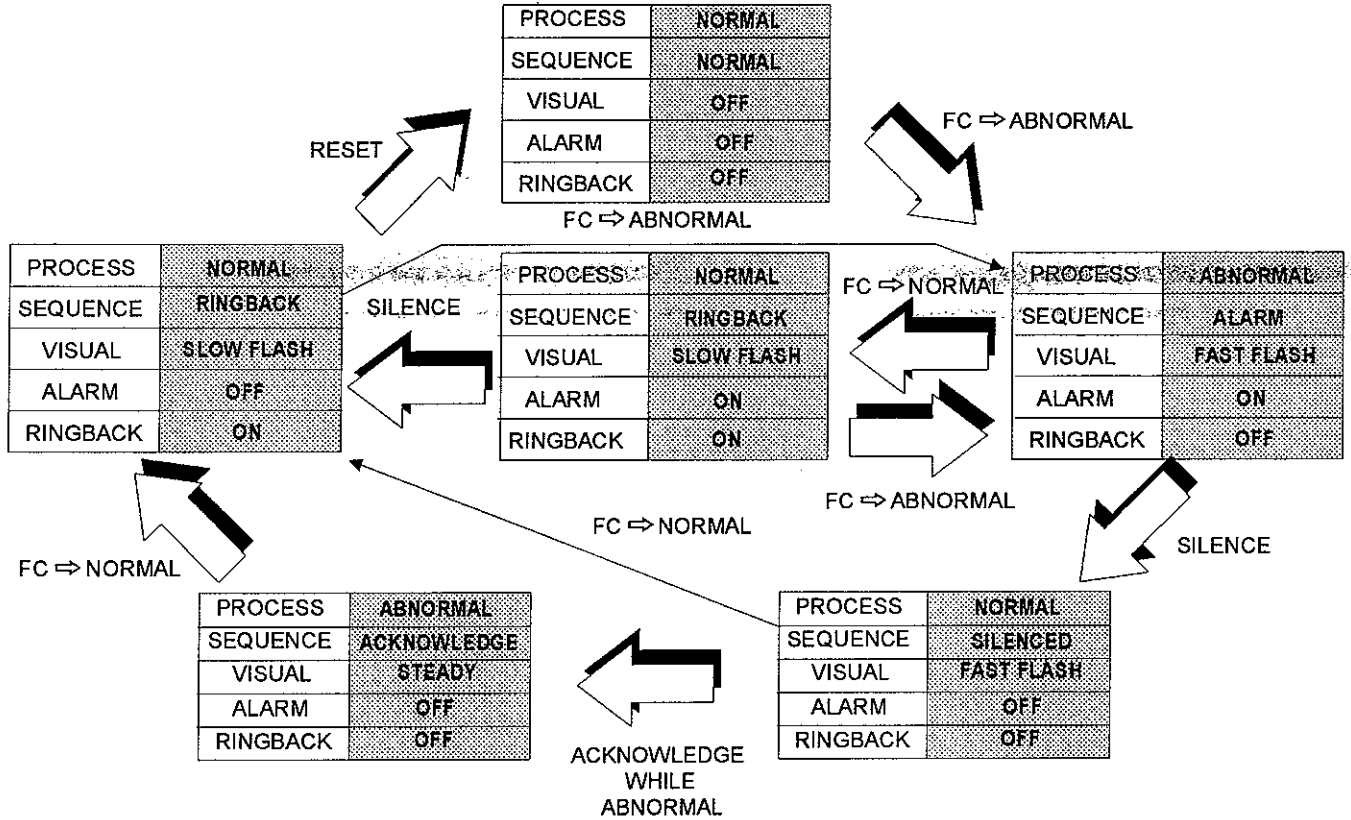 PROCESS NORMAL
SEQUENCE NORMAL
VISUAL OFF
ALARM OFF
RINGBACK OFF
RESET
FC ⇨ ABNORMAL
FC ⇨ ABNORMAL
PROCESS NORMAL
SEQUENCE RINGBACK
VISUAL SLOW FLASH
ALARM OFF
RINGBACK ON
SILENCE
PROCESS NORMAL
SEQUENCE RINGBACK
VISUAL SLOW FLASH
ALARM ON
RINGBACK ON
FC ⇨ NORMAL
FC ⇨ ABNORMAL
PROCESS ABNORMAL
SEQUENCE ALARM
VISUAL FAST FLASH
ALARM ON
RINGBACK OFF
FC ⇨ NORMAL
FC ⇨ NORMAL
SILENCE
PROCESS ABNORMAL
SEQUENCE ACKNOWLEDGE
VISUAL STEADY
ALARM OFF
RINGBACK OFF
ACKNOWLEDGE
WHILE
ABNORMAL
PROCESS NORMAL
SEQUENCE SILENCED
VISUAL FAST FLASH
ALARM OFF
RINGBACK OFF